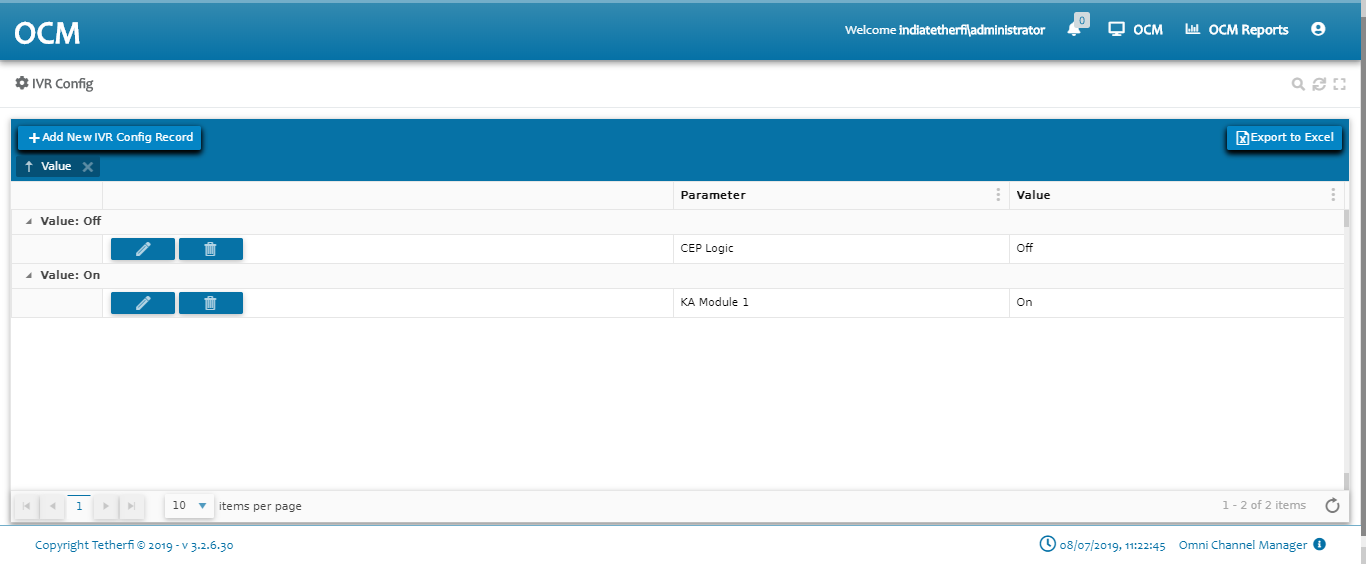 OCM
Welcome indiatetherfi\administrator
0
OCM
OCM Reports
IVR Config
Add New IVR Config Record
Export to Excel
Value
Parameter
Value
Value: Off
CEP Logic
Off
Value: On
KA Module 1
On
1
10
items per page
1 - 2 of 2 items
Copyright Tetherfi © 2019 - v 3.2.6.30
08/07/2019, 11:22:45
Omni Channel Manager